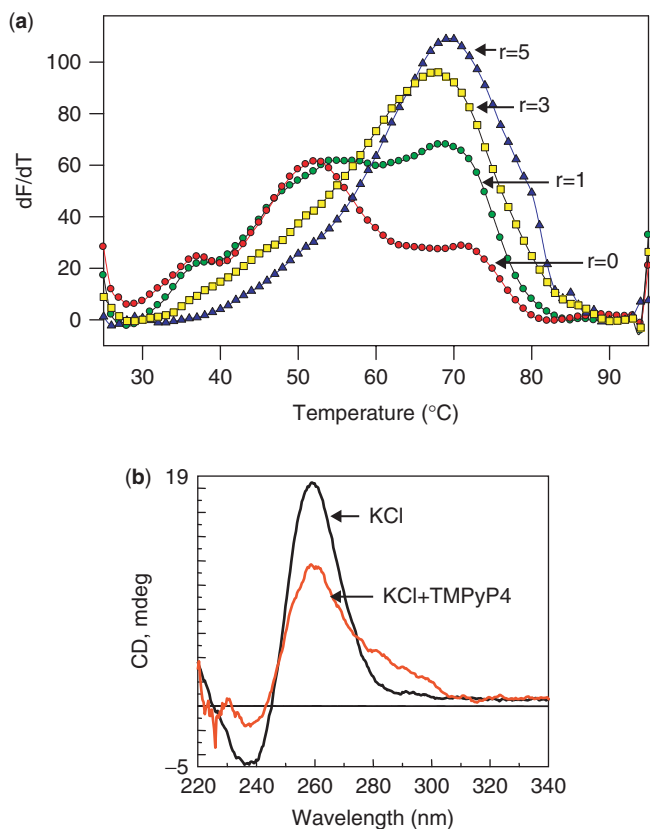 (a)
100
80
60
40
20
0
dF/dT
r=5
r=3
r=1
r=0
30 40 50 60 70 80 90
Temperature (°C)
(b)
19
KCl
KCl+TMPyP4
CD, mdeg
−5
220 240 260 280 300 320 340
Wavelength (nm)